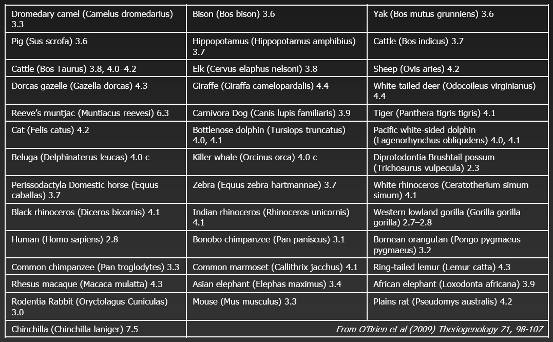 Dromedary camel (Camelus dromedarius) 3.3
Bison (Bos bison) 3.6
Yak (Bos mutus grunniens) 3.6
Pig (Sus scrofa) 3.6
Hippopotamus (Hippopotamus amphibius) 3.7
Cattle (Bos indicus) 3.7
Cattle (Bos Taurus) 3.8, 4.0-4.2
Elk (Cervus elaphus nelsoni) 3.8
Sheep (Ovis aries) 4.2
Dorcas gazelle (Gazella dorcas) 4.3
Giraffe (Giraffa camelopardalis) 4.4
White tailed deer (Odocoileus virginianus) 4.4
Reeve's muntjac (Muntiacus reevesi) 6.3
Carnivora Dog (Canis lupus familiaris) 3.9
Tiger (Panthera tigris tigris) 4.1
Cat (Felis catus) 4.2
Bottlenose dolphin (Tursiops truncatus) 4.0, 4.1
Pacific white-sided dolphin (Lagenorhynchus obliqudens) 4.0, 4.1
Beluga (Delphinaterus leucas) 4.0 c
Killer whale (Orcinus orca) 4.0 c
Diprotodontia Brushtail possum (Trichosurus vulpecula) 2.3
Perissodactyla Domestic horse (Equus caballas) 3.7
Zebra (Equus zebra hartmannae) 3.7
White rhinoceros (Ceratotherium simum simum) 4.1
Black rhinoceros (Diceros bicornis) 4.1
Indian rhinoceros (Rhinoceros unicornis) 4.1
Western lowland gorilla (Gorilla gorilla gorilla) 2.7–2.8
Human (Homo sapiens) 2.8
Bonobo chimpanzee (Pan paniscus) 3.1
Bornean orangutan (Pongo pygmaeus pygmaeus) 3.2
Common chimpanzee (Pan troglodytes) 3.3
Common marmoset (Callithrix jacchus) 4.1
Ring-tailed lemur (Lemur catta) 4.3
Rhesus macaque (Macaca mulatta) 4.3
Asian elephant (Elephas maximus) 3.4
African elephant (Loxodonta africana) 3.9
Rodentia Rabbit (Oryctolagus Cuniculas) 3.0
Mouse (Mus musculus) 3.3
Plains rat (Pseudomys australis) 4.2
Chinchilla (Chinchilla laniger) 7.5
From O'Brien et al (2009) Theriogenology 71, 98-107